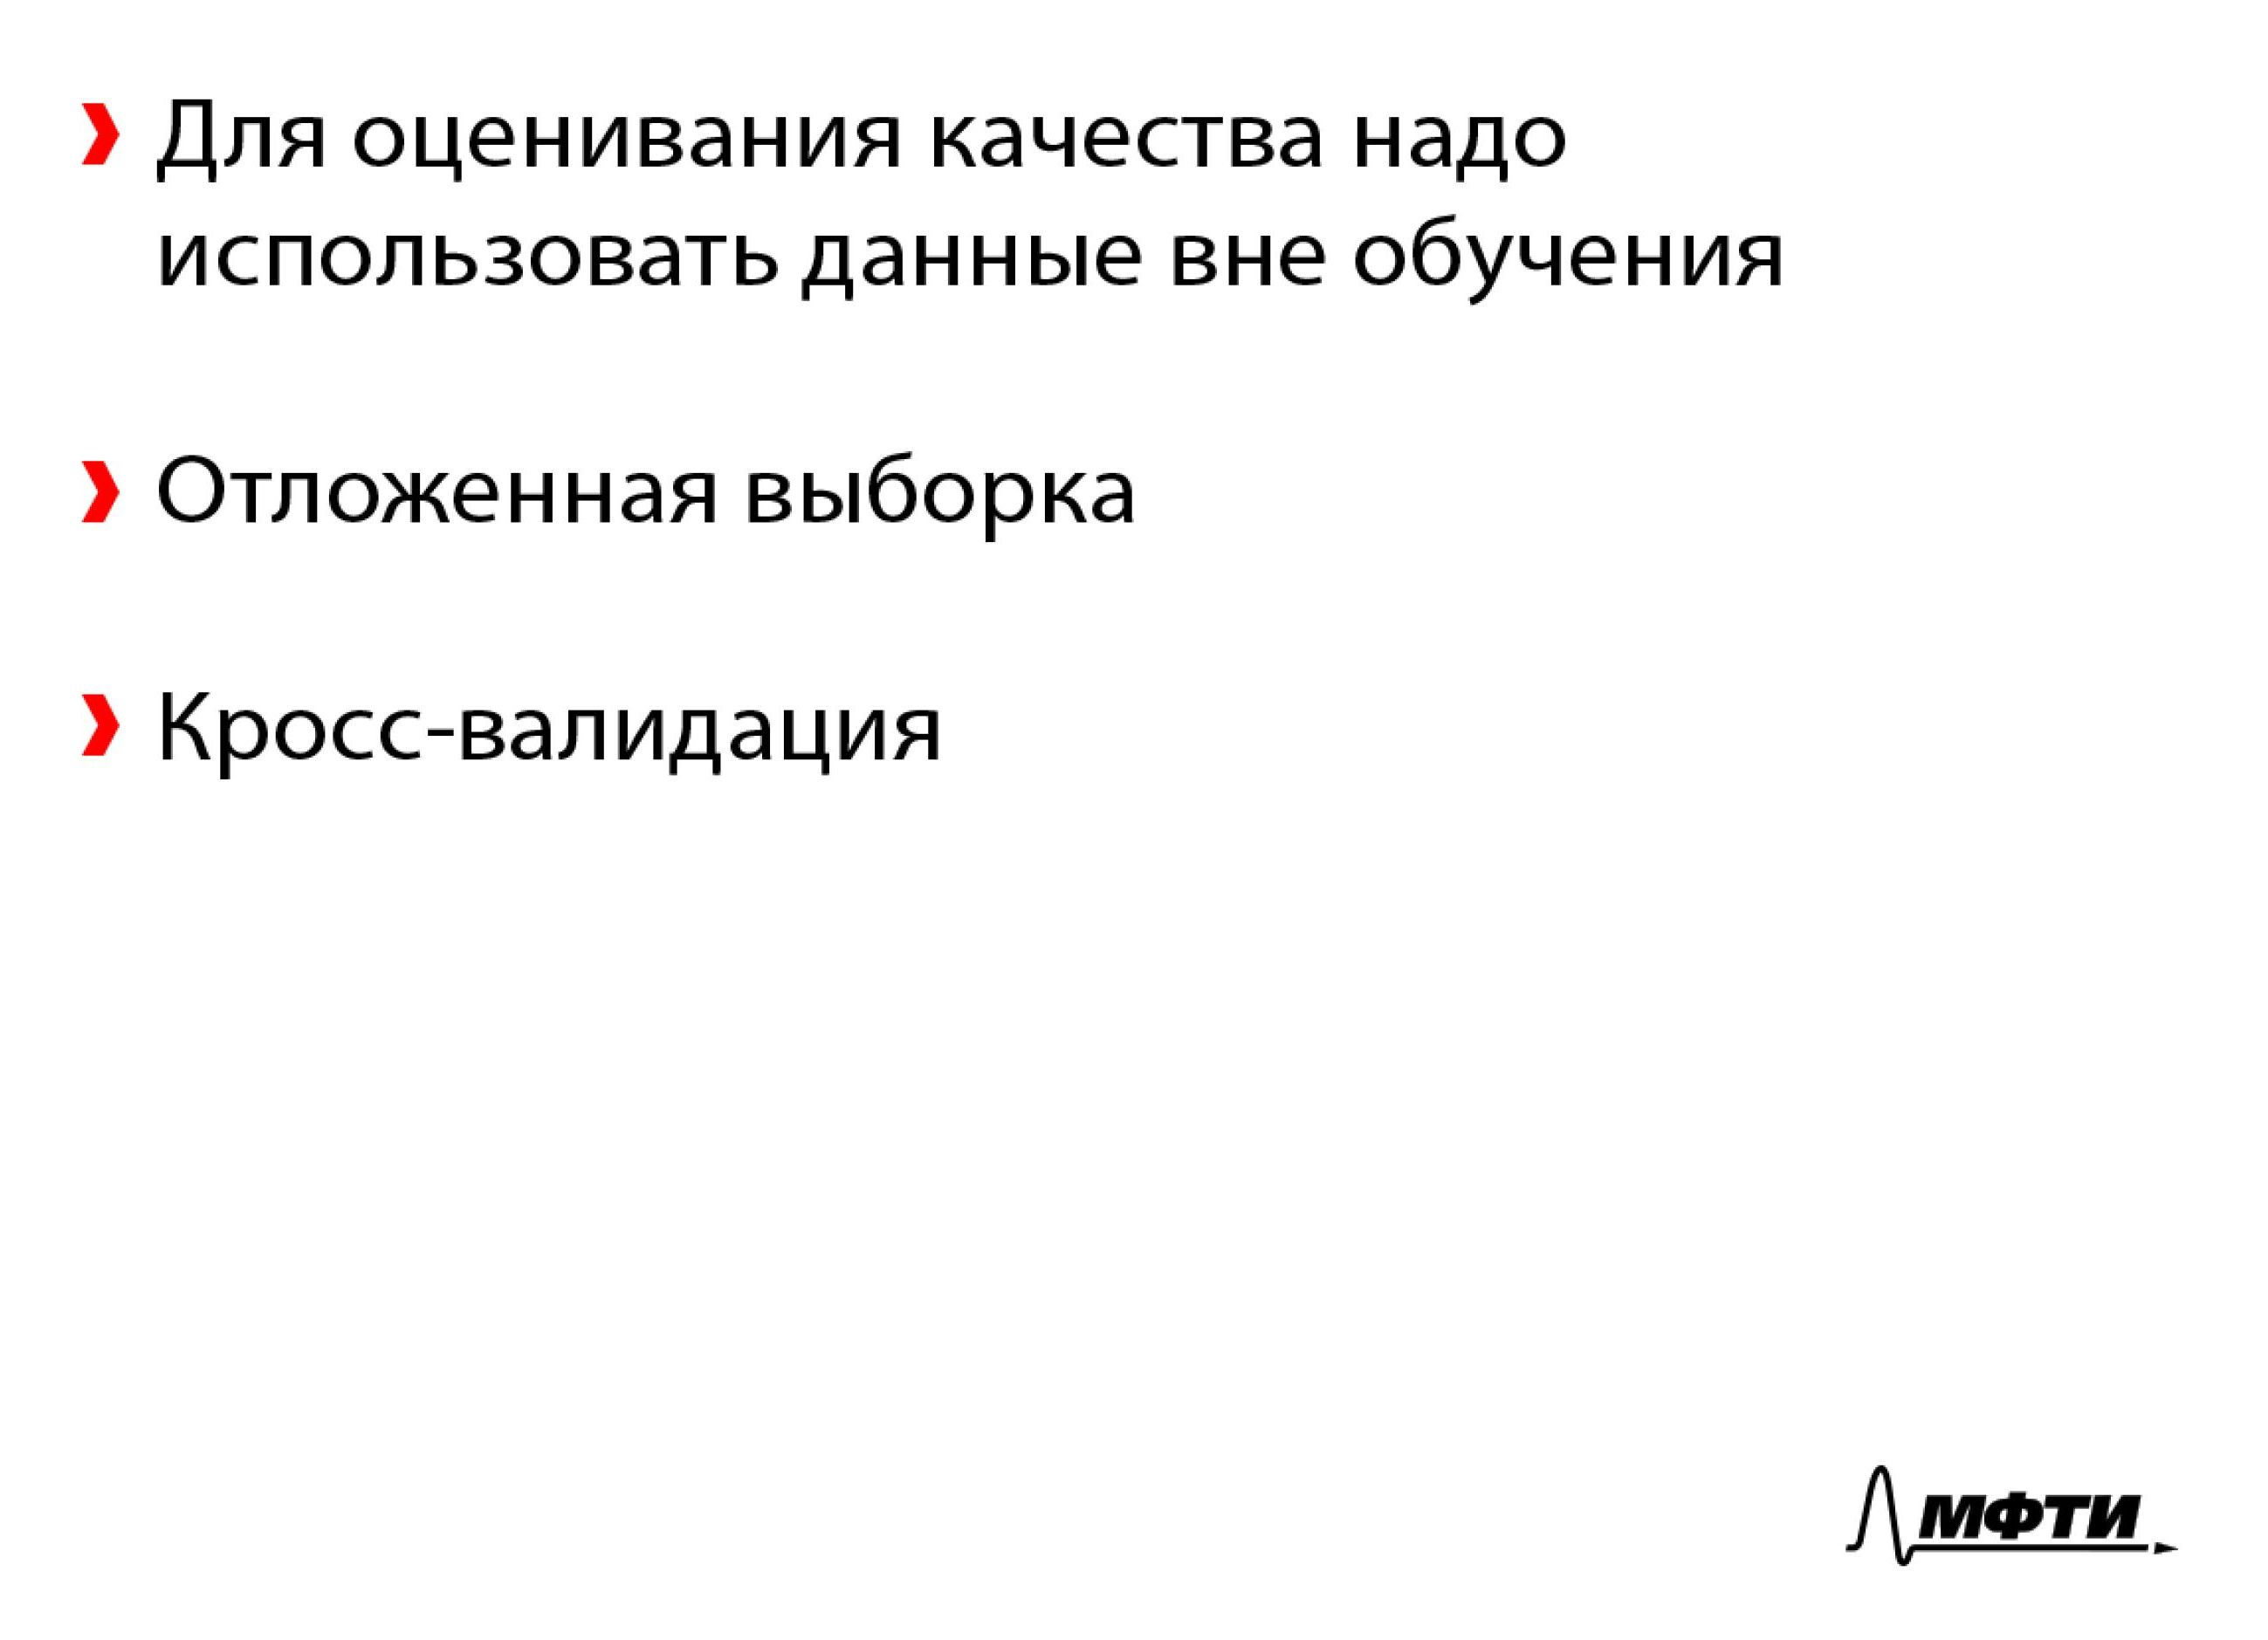 Для оценивания качества надо
использовать данные вне обучения
Отложенная выборка
Кросс-валидация
МФТИ